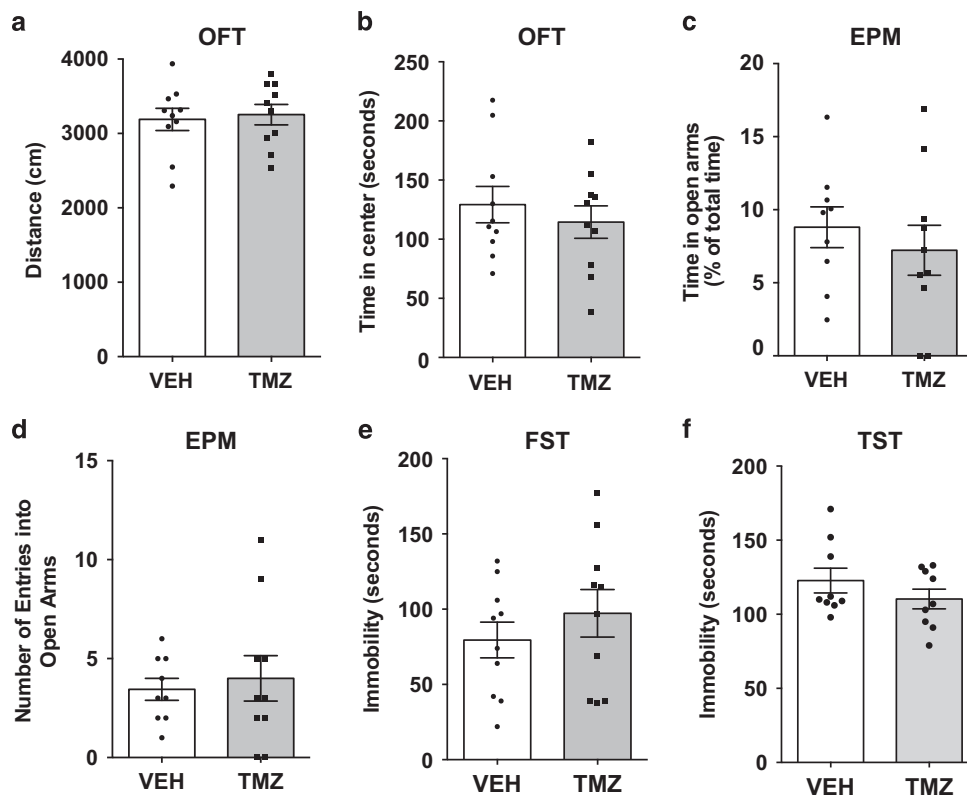 a
OFT
Distance (cm)
4000
3000
2000
1000
0
VEH TMZ
b
OFT
Time in center (seconds)
250
200
150
100
50
0
VEH TMZ
c
EPM
Time in open arms
(% of total time)
20
15
10
5
0
VEH TMZ
d
EPM
Number of Entries into
Open Arms
15
10
5
0
VEH TMZ
e
FST
Immobility (seconds)
200
150
100
50
0
VEH TMZ
f
TST
Immobility (seconds)
200
150
100
50
0
VEH TMZ